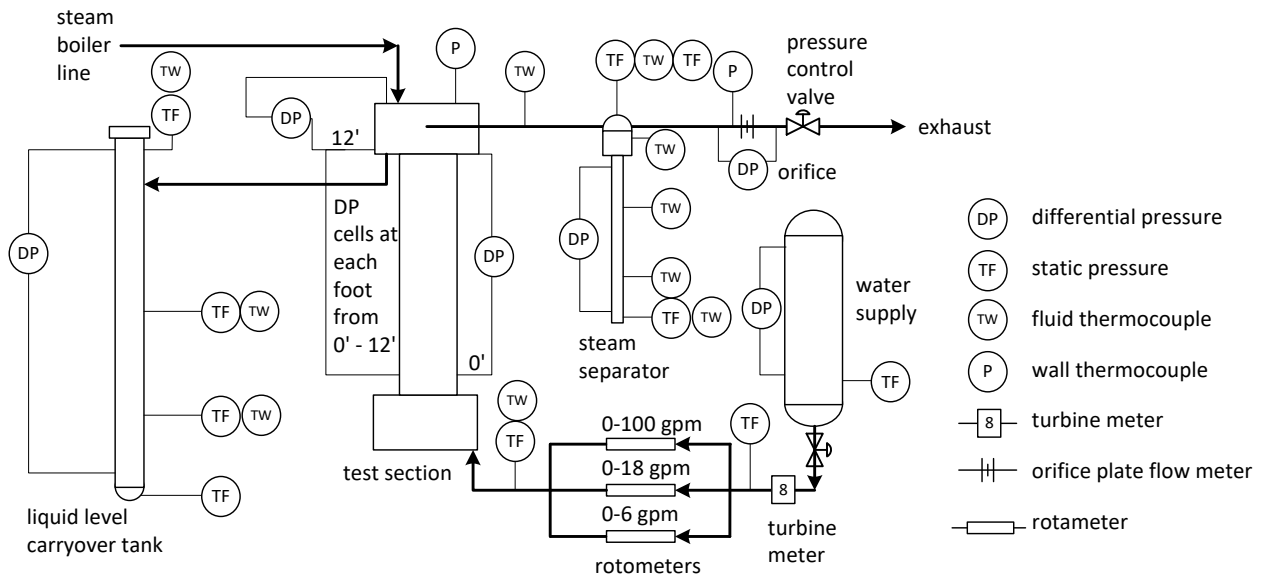 steam
boiler
line
TW
TF
DP
12'
P
TW
TF
TW
TF
P
pressure
control
valve
exhaust
TW
DP
orifice
DP
DP
cells at
each
foot
from
0' - 12'
DP
0'
DP
TW
TW
TF
TW
steam
separator
DP
water
supply
TF
TF
TW
TF
TW
TF
liquid level
carryover tank
test section
TW
TF
0-100 gpm
0-18 gpm
0-6 gpm
rotometers
TF
8
turbine
meter
DP
differential pressure
TF
static pressure
TW
fluid thermocouple
P
wall thermocouple
8
turbine meter
orifice plate flow meter
rotameter